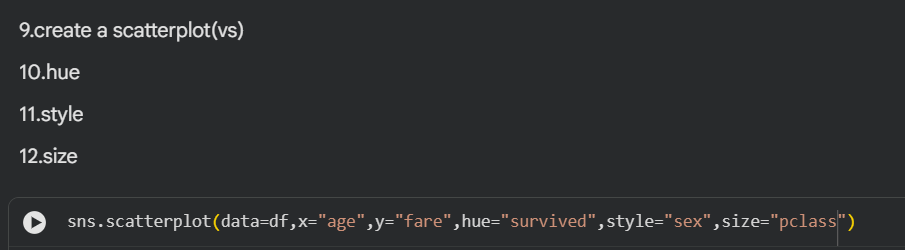 9.create a scatterplot(vs)
10.hue
11.style
12.size
sns.scatterplot(data=df,x="age",y="fare",hue="survived",style="sex",size="pclass")